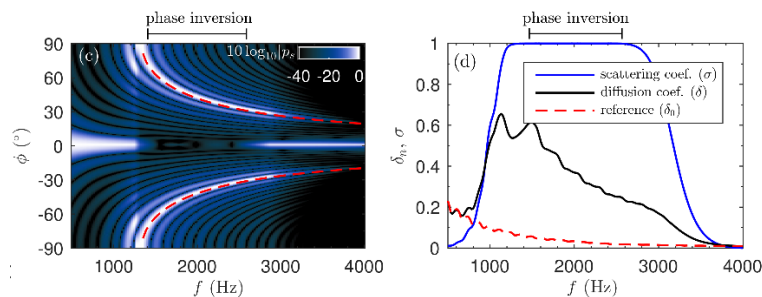 phase inversion
phase inversion
(c)
10 log10|ps
-40 -20 0
90
60
30
0
-30
-60
-90
ϕ (°)
1000 2000 3000 4000
f (Hz)
(d)
scattering coef. (σ)
diffusion coef. (δ)
reference (δn)
1
0.8
0.6
0.4
0.2
0
δn, σ
1000 2000 3000 4000
f (Hz)